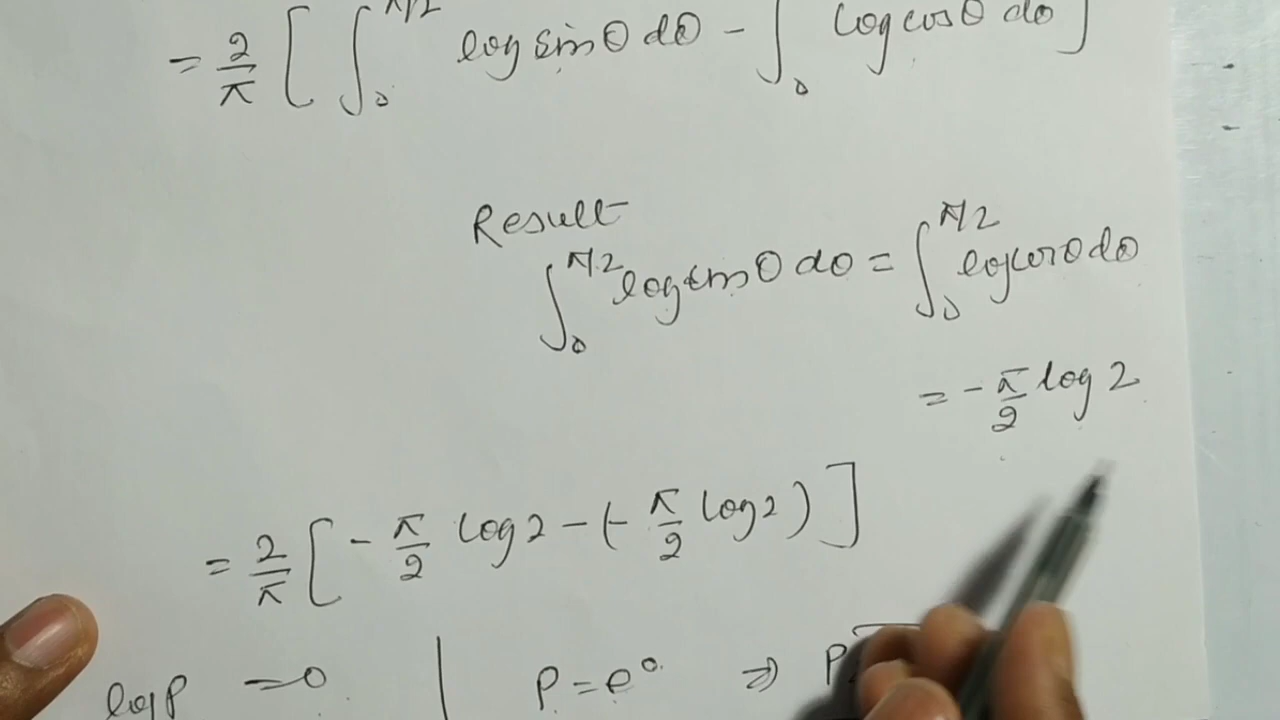 = 2/π [ ∫₀^π/2 log sinθ dθ - ∫₀ log cosθ dθ ]
Result
∫₀^π/2 log sinθ dθ = ∫₀^π/2 log cosθ dθ
= - π/2 log 2
= 2/π [ - π/2 log 2 - (- π/2 log 2) ]
log P = 0 | P = e⁰ ⇒ P